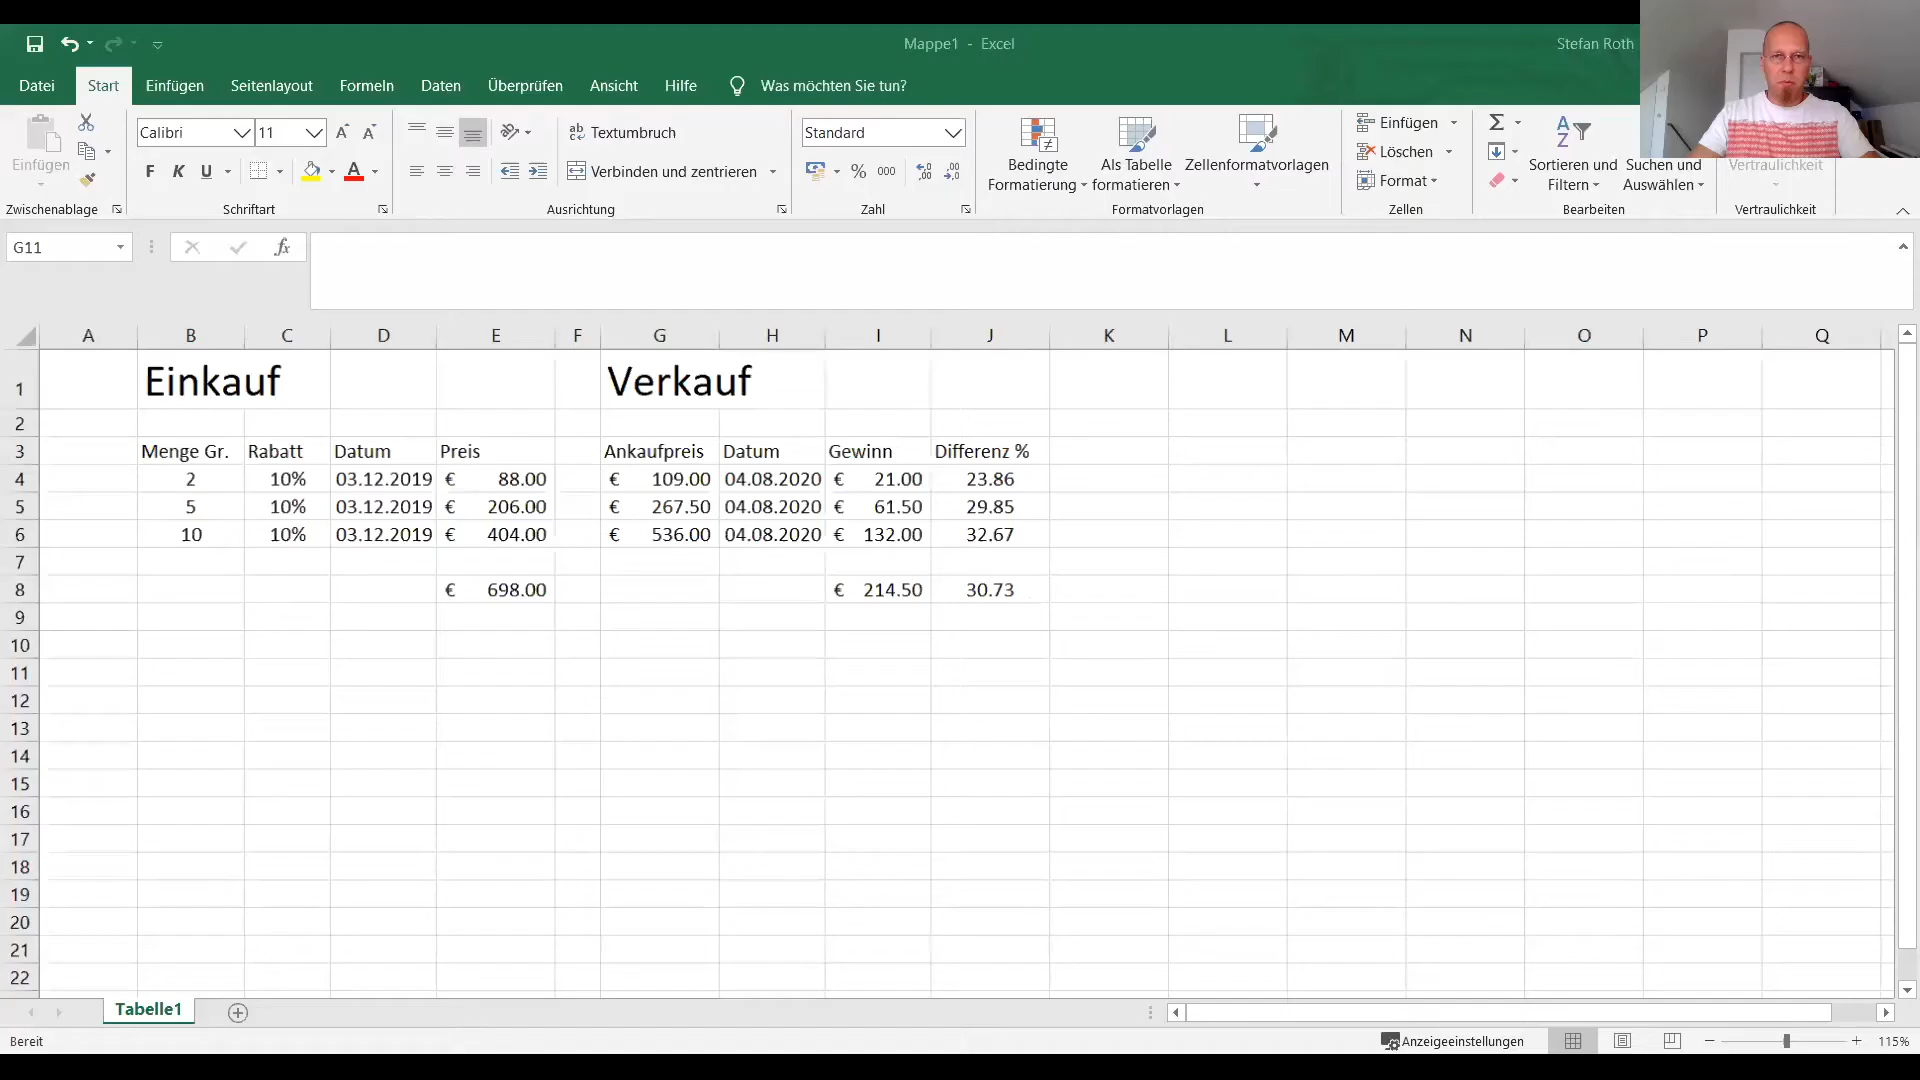 Mappe1 - Excel
Stefan Roth
Datei Start Einfügen Seitenlayout Formeln Daten Überprüfen Ansicht Hilfe Was möchten Sie tun?
Einfügen
Zwischenablage
Calibri 11
F K U
Schriftart
Textumbruch
Verbinden und zentrieren
Ausrichtung
Standard
% 000
Zahl
Bedingte Formatierung
Als Tabelle formatieren
Zellenformatvorlagen
Formatvorlagen
Einfügen
Löschen
Format
Zellen
Sortieren und Filtern
Suchen und Auswählen
Bearbeiten
Vertraulichkeit
Vertraulichkeit
G11
fx
A B C D E F G H I J K L M N O P Q
1 Einkauf Verkauf
2
3 Menge Gr. Rabatt Datum Preis Ankaufpreis Datum Gewinn Differenz %
4 2 10% 03.12.2019 € 88.00 € 109.00 04.08.2020 € 21.00 23.86
5 5 10% 03.12.2019 € 206.00 € 267.50 04.08.2020 € 61.50 29.85
6 10 10% 03.12.2019 € 404.00 € 536.00 04.08.2020 € 132.00 32.67
7
8 € 698.00 € 214.50 30.73
9
10
11
12
13
14
15
16
17
18
19
20
21
22
Tabelle1
Bereit
Anzeigeeinstellungen
115%